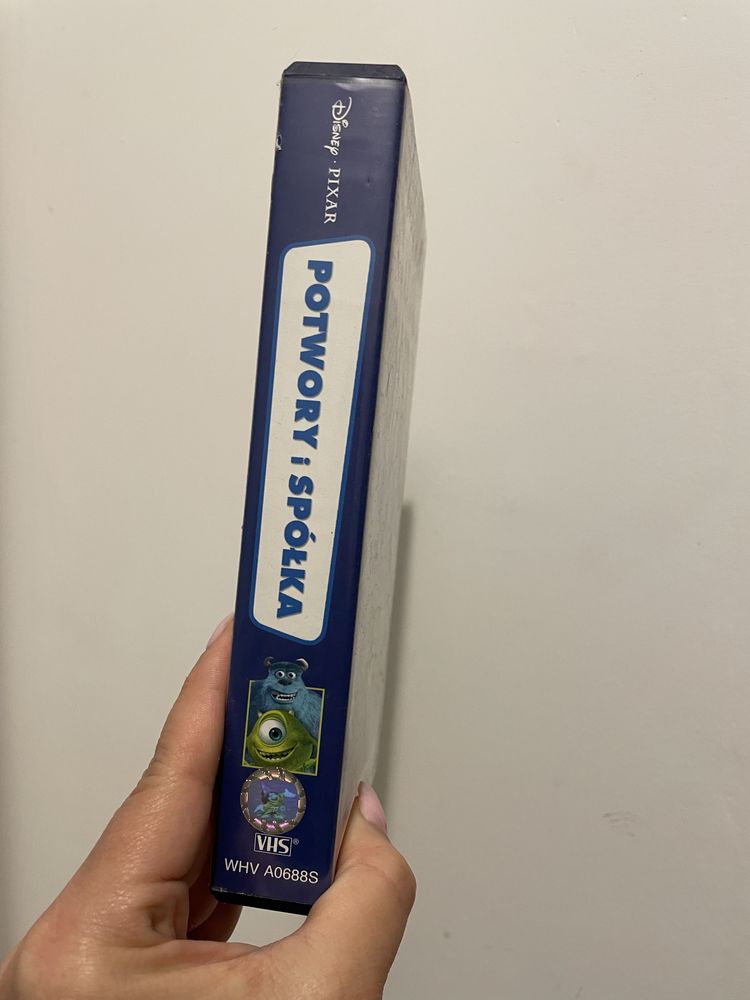 Disney · PIXAR
POTWORY i SPÓŁKA
VHS®
WHV A0688S